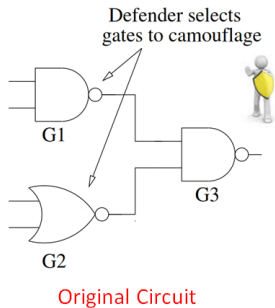 Defender selects
gates to camouflage
G1
G3
G2
Original Circuit